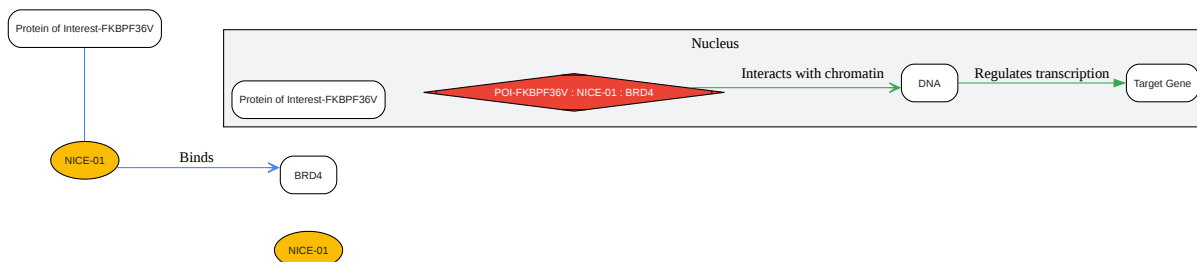 Protein of Interest-FKBPF36V
Nucleus
Interacts with chromatin
Regulates transcription
DNA
Target Gene
POI-FKBPF36V : NICE-01 : BRD4
Protein of Interest-FKBPF36V
Binds
NICE-01
BRD4
NICE-01